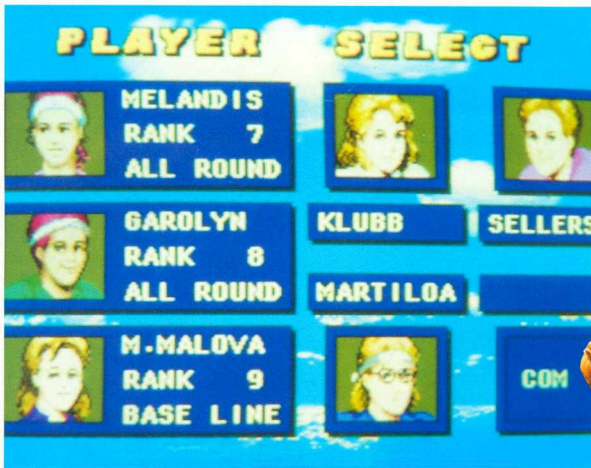 PLAYER SELECT
MELANDIS
RANK 7
ALL ROUND
GAROLYN
RANK 8
ALL ROUND
M.MALOVA
RANK 9
BASE LINE
KLUBB
SELLERS
MARTILOA
COM